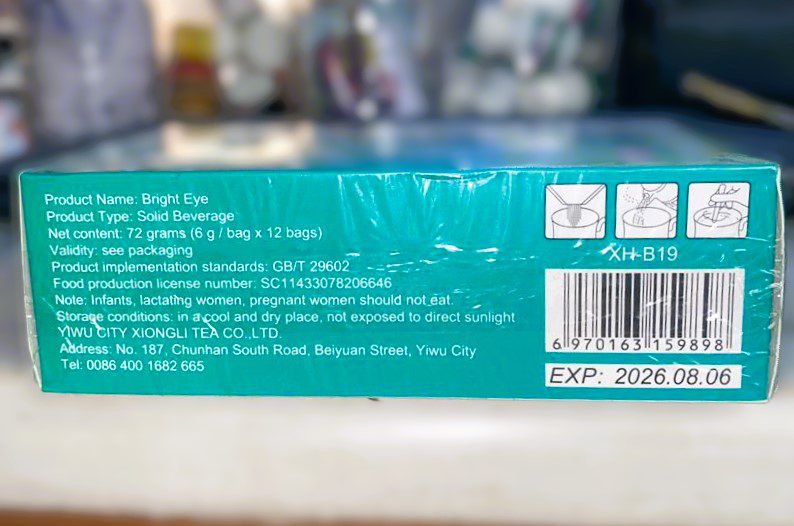 Product Name: Bright Eye
Product Type: Solid Beverage
Net content: 72 grams (6 g / bag x 12 bags)
Validity: see packaging
Product implementation standards: GB/T 29602
Food production license number: SC11433078206646
Note: Infants, lactating women, pregnant women should not eat.
Storage conditions: in a cool and dry place, not exposed to direct sunlight
YIWU CITY XIONGLI TEA CO.,LTD.
Address: No. 187, Chunhan South Road, Beiyuan Street, Yiwu City
Tel: 0086 400 1682 665
XH-B19
6 970163 159898
EXP: 2026.08.06